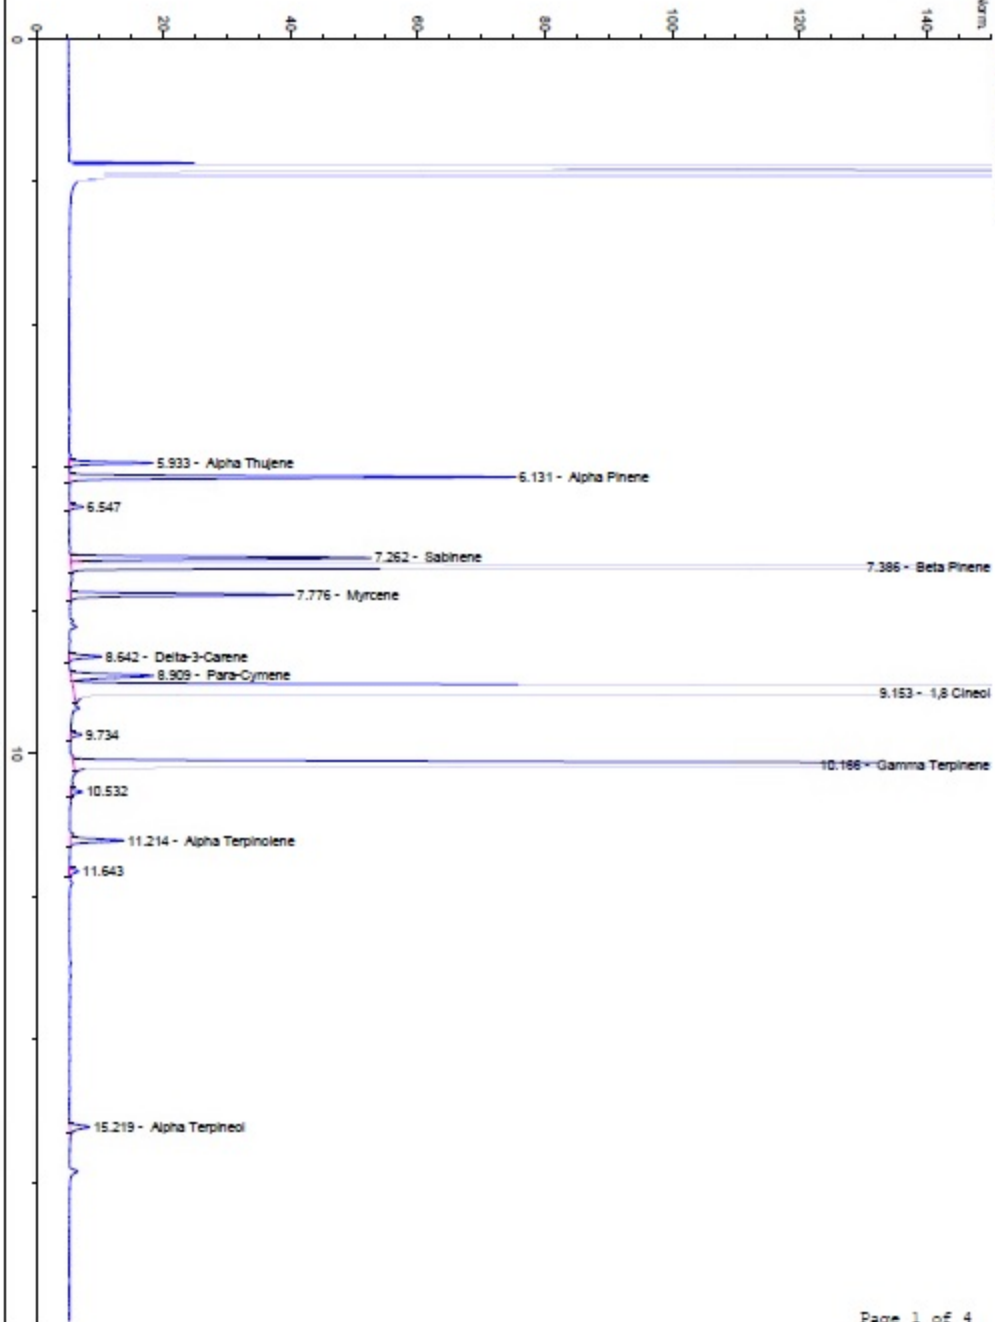 0 20 40 60 80 100 120 140
0
5.933 - Alpha Thujene
6.131 - Alpha Pinene
6.547
7.262 - Sabinene
7.386 - Beta Pinene
7.776 - Myrcene
8.642 - Delta-3-Carene
8.909 - Para-Cymene
9.153 - 1,8 Cineol
9.734
10
10.166 - Gamma Terpinene
10.532
11.214 - Alpha Terpinolene
11.643
15.219 - Alpha Terpineol
Page 1 of 4